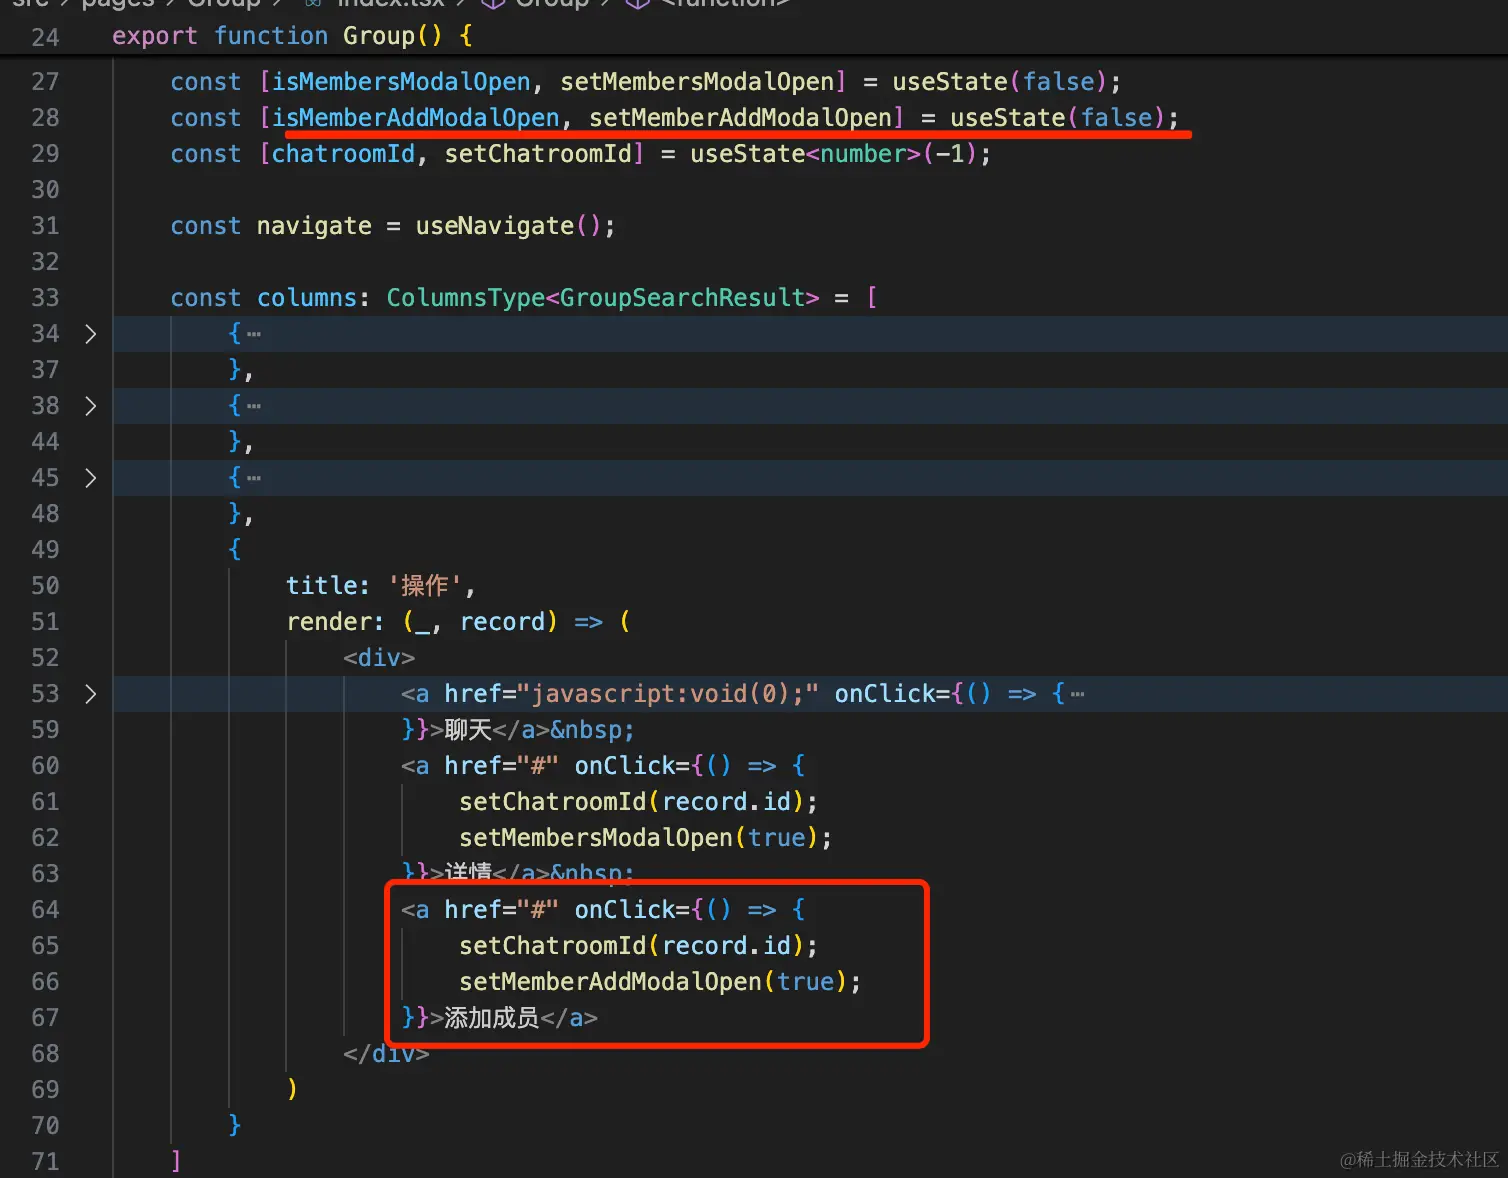 src > pages > Group > index.tsx > Group > <function>
24 export function Group() {
27 const [isMembersModalOpen, setMembersModalOpen] = useState(false);
28 const [isMemberAddModalOpen, setMemberAddModalOpen] = useState(false);
29 const [chatroomId, setChatroomId] = useState<number>(-1);
30
31 const navigate = useNavigate();
32
33 const columns: ColumnsType<GroupSearchResult> = [
34 {…
37 },
38 {…
44 },
45 {…
48 },
49 {
50 title: '操作',
51 render: (_, record) => (
52 <div>
53 <a href="javascript:void(0);" onClick={() => {…
59 }}>聊天</a>&nbsp;
60 <a href="#" onClick={() => {
61 setChatroomId(record.id);
62 setMembersModalOpen(true);
63 }}>详情</a>&nbsp;
64 <a href="#" onClick={() => {
65 setChatroomId(record.id);
66 setMemberAddModalOpen(true);
67 }}>添加成员</a>
68 </div>
69 )
70 }
71 ]
@稀土掘金技术社区